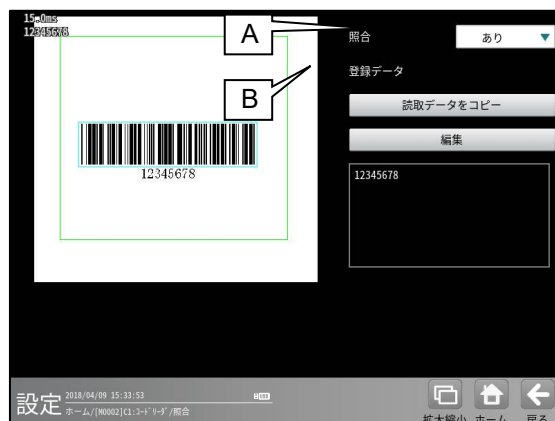 15.0ms
12345678
A
照合
あり
登録データ
B
読取データをコピー
編集
12345678
12345678
設定
2018/04/09 15:33:53
ホーム/[M0002]C1:コードリーダ/照合
拡大縮小
ホーム
戻る